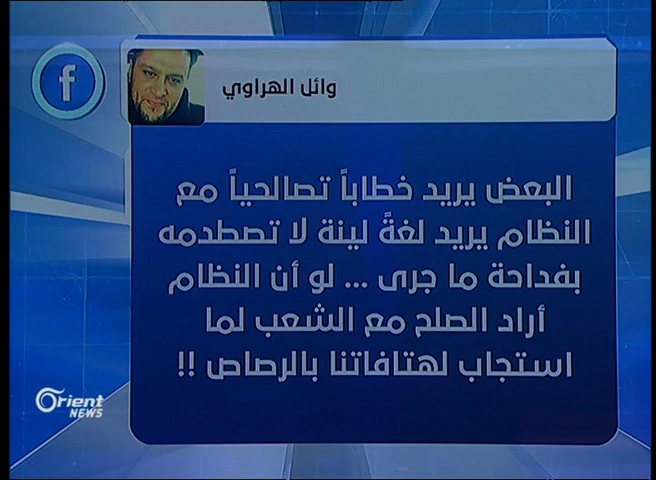 وائل الهراوي
البعض يريد خطاباً تصالحياً مع
النظام يريد لغةً لينة لا تصطدمه
بفداحة ما جرى ... لو أن النظام
أراد الصلح مع الشعب لما
استجاب لهتافاتنا بالرصاص !!
Orient
NEWS